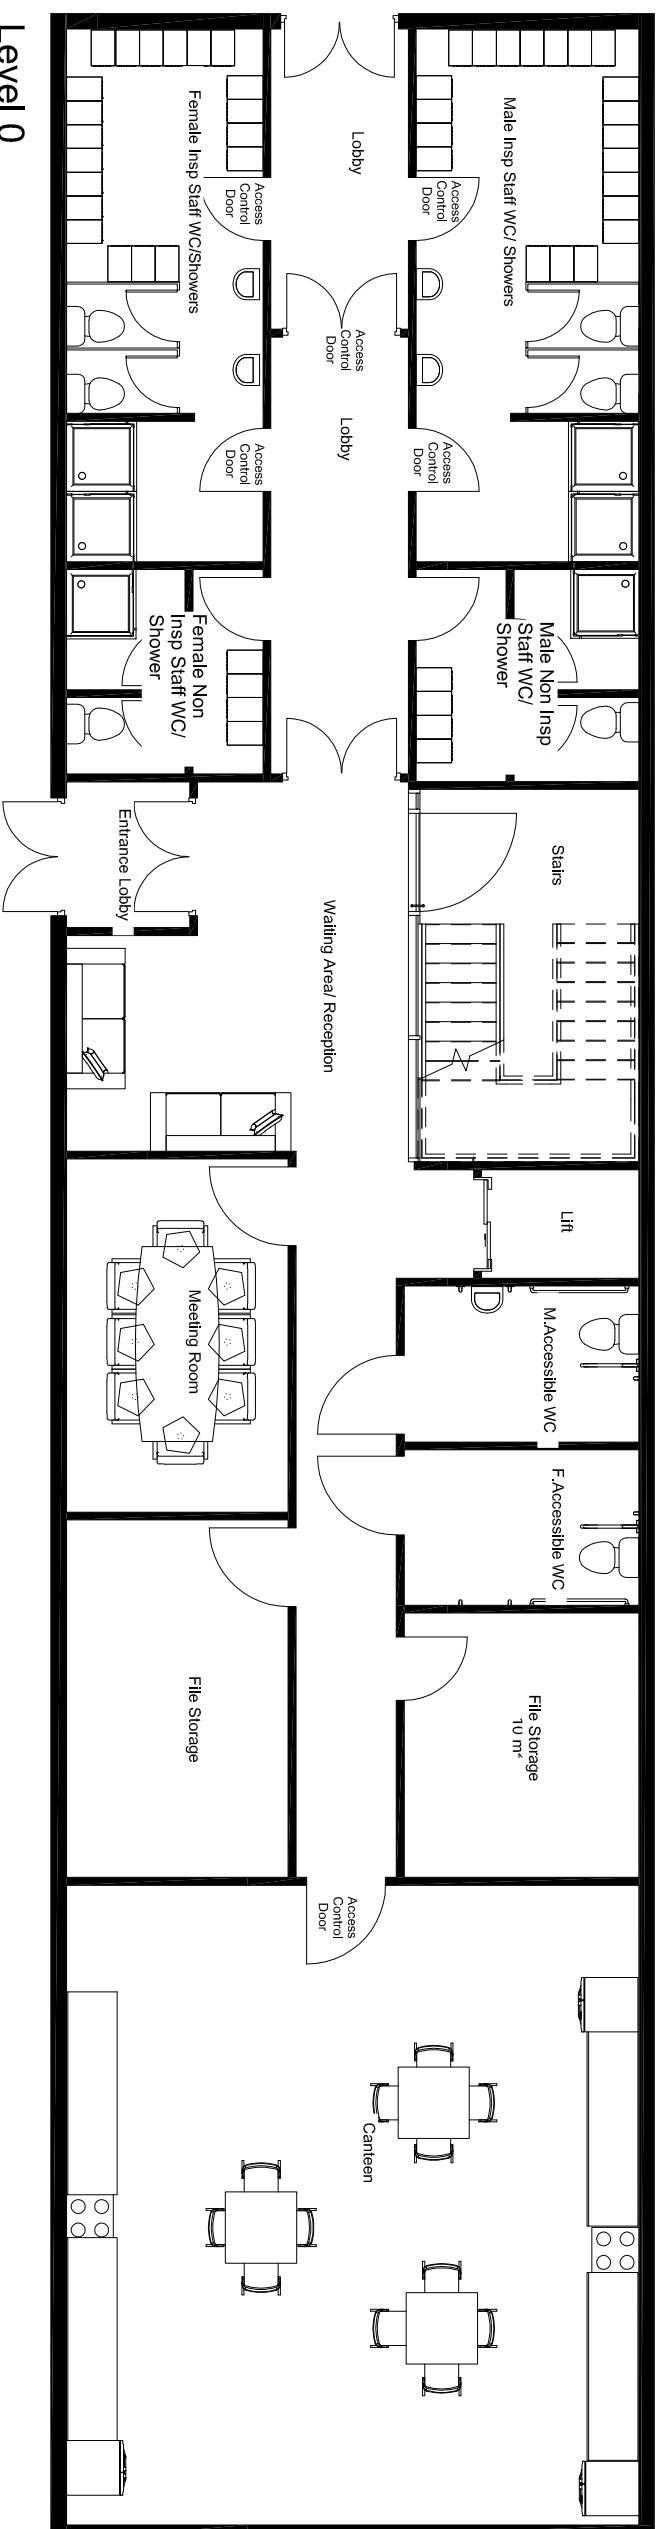 Level 0
Lobby
Male Insp Staff WC/ Showers
Female Insp Staff WC/Showers
Access
Control
Door
Access
Control
Door
Access
Control
Door
Lobby
Access
Control
Door
Access
Control
Door
Male Non Insp
Staff WC/
Shower
Female Non
Insp Staff WC/
Shower
Entrance Lobby
Stairs
Waiting Area/ Reception
Lift
Meeting Room
M.Accessible WC
F.Accessible WC
File Storage
10 m²
File Storage
Access
Control
Door
Canteen